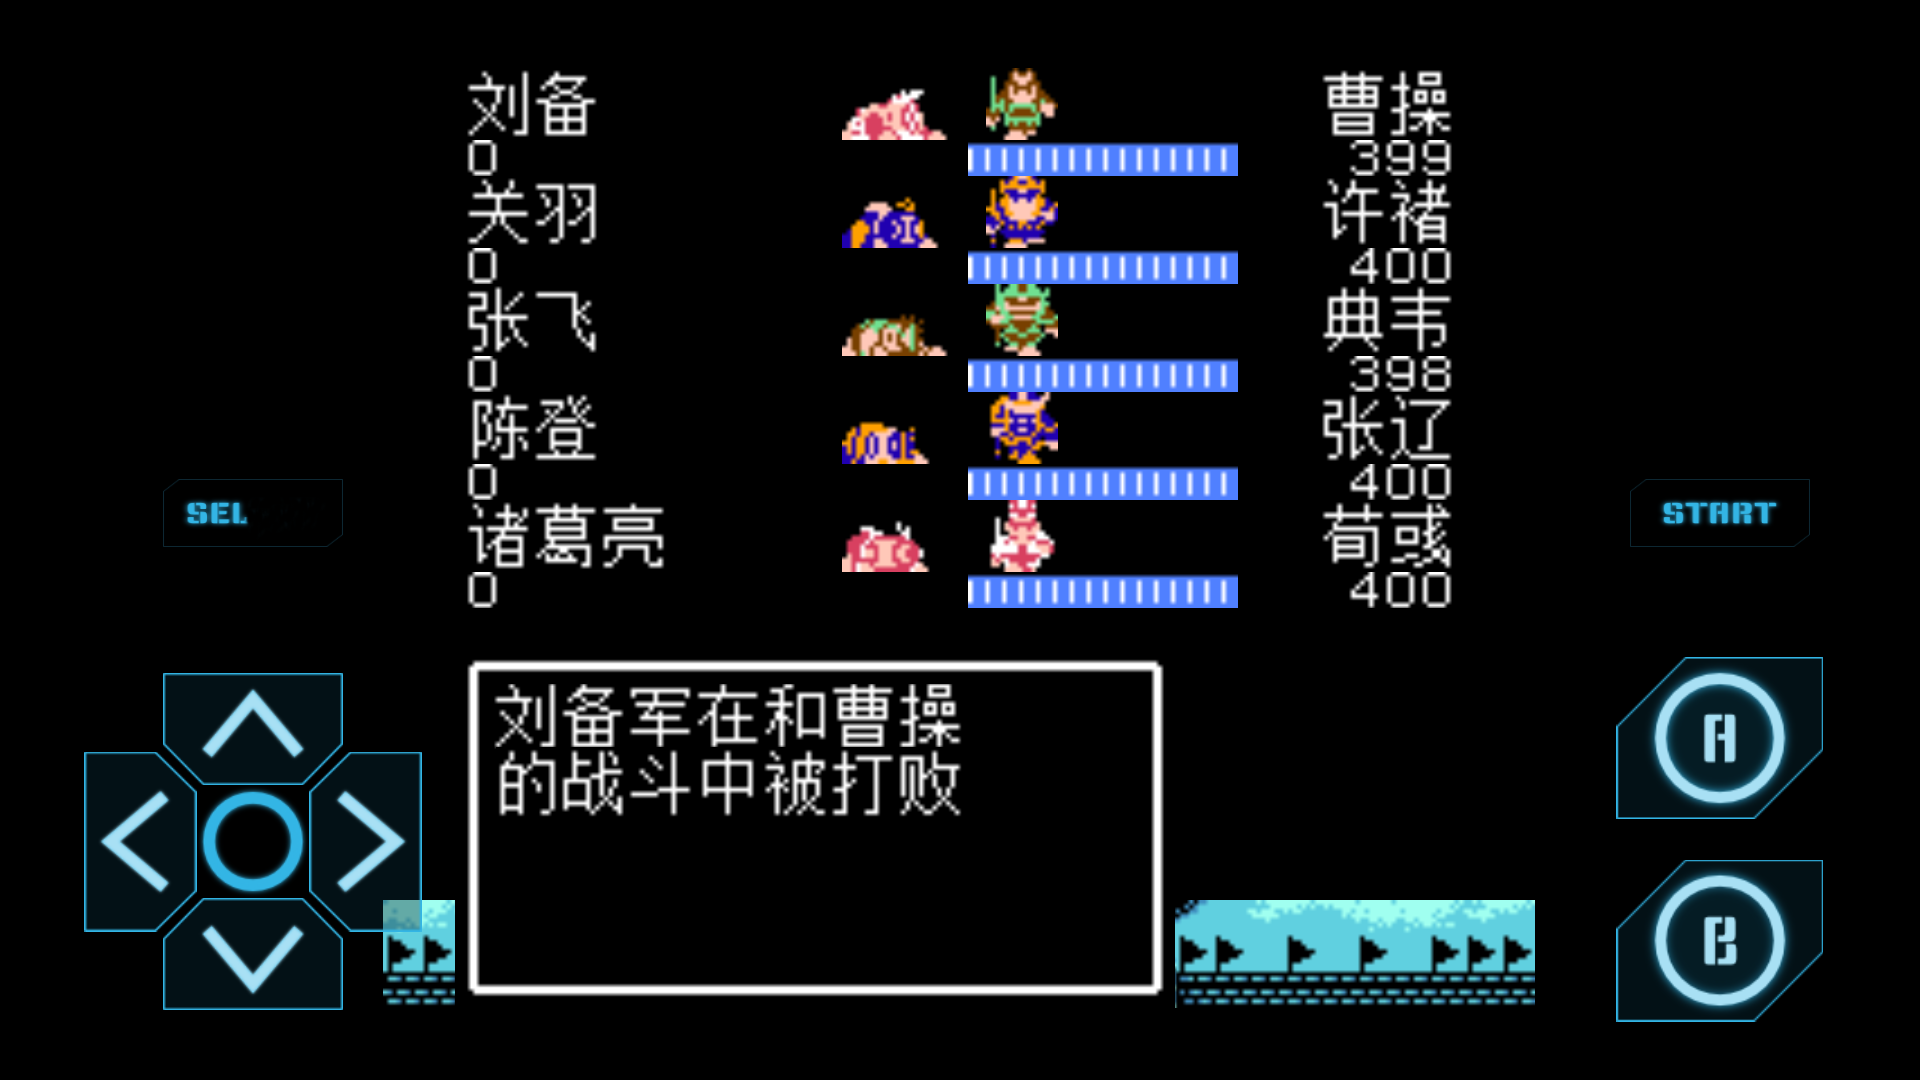 刘备 曹操
0 399
关羽 许褚
0 400
张飞 典韦
0 398
陈登 张辽
0 400
诸葛亮 荀彧
0 400
SEL START
刘备军在和曹操
的战斗中被打败
A
B